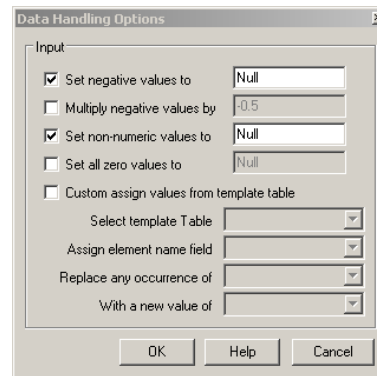 Data Handling Options
Input
Set negative values to Null
Multiply negative values by -0.5
Set non-numeric values to Null
Set all zero values to Null
Custom assign values from template table
Select template Table
Assign element name field
Replace any occurrence of
With a new value of
OK Help Cancel